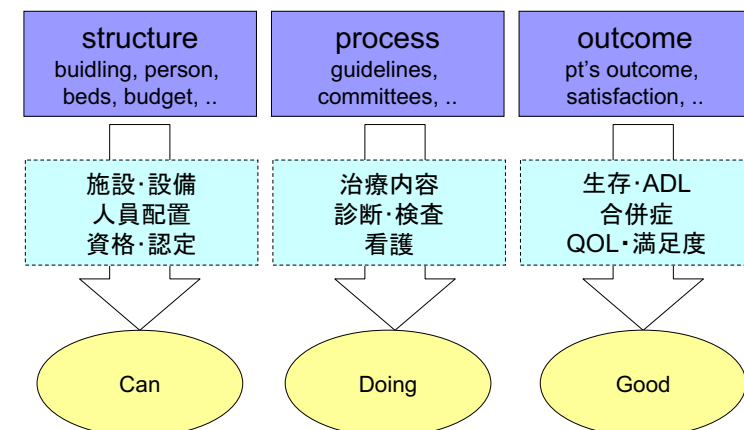 structure
buidling, person,
beds, budget, ..
process
guidelines,
committees, ..
outcome
pt's outcome,
satisfaction, ..
施設・設備
人員配置
資格・認定
治療内容
診断・検査
看護
生存・ADL
合併症
QOL・満足度
Can
Doing
Good